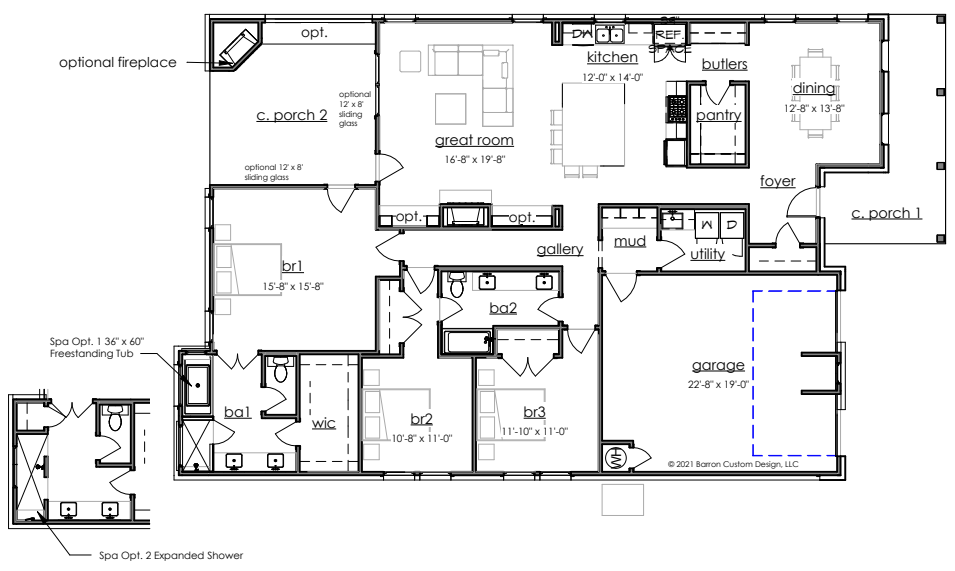 opt.
optional fireplace
DW
REF.
SPACE
kitchen
12'-0" x 14'-0"
butlers
dining
12'-8" x 13'-8"
optional
12' x 8'
sliding
glass
c. porch 2
pantry
great room
16'-8" x 19'-8"
optional 12' x 8'
sliding glass
foyer
c. porch 1
opt.
opt.
W
D
mud
utility
gallery
br1
15'-8" x 15'-8"
ba2
Spa Opt. 1 36" x 60"
Freestanding Tub
garage
22'-8" x 19'-0"
ba1
wic
br2
10'-8" x 11'-0"
br3
11'-10" x 11'-0"
WH
© 2021 Barron Custom Design, LLC
Spa Opt. 2 Expanded Shower